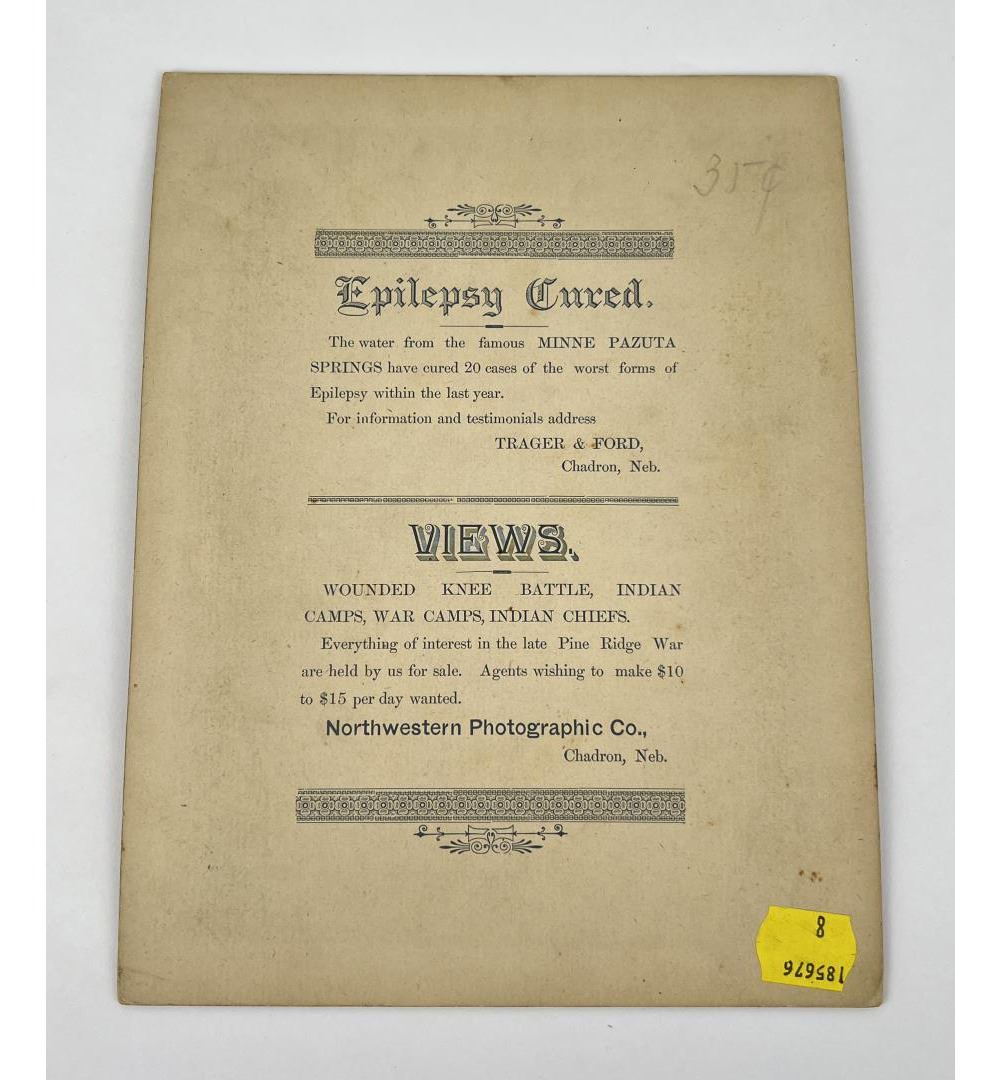 35¢
Epilepsy Cured.
The water from the famous MINNE PAZUTA
SPRINGS have cured 20 cases of the worst forms of
Epilepsy within the last year.
For information and testimonials address
TRAGER & FORD,
Chadron, Neb.
VIEWS.
WOUNDED KNEE BATTLE, INDIAN
CAMPS, WAR CAMPS, INDIAN CHIEFS.
Everything of interest in the late Pine Ridge War
are held by us for sale. Agents wishing to make $10
to $15 per day wanted.
Northwestern Photographic Co.,
Chadron, Neb.
8
185676